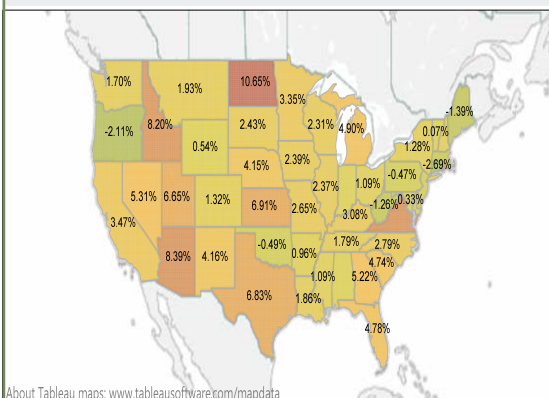 1.70% 1.93% 10.65% 3.35% -1.39%
-2.11% 8.20% 2.43% 2.31% 4.90% 0.07%
0.54% 1.28%
4.15% 2.39% -0.47% -2.69%
5.31% 6.65% 1.32% 6.91% 2.37% 1.09% -1.26% 0.33%
3.47% 2.65% 3.08%
8.39% 4.16% -0.49% 0.96% 1.79% 2.79%
4.74%
6.83% 1.86% 1.09% 5.22%
4.78%
About Tableau maps: www.tableausoftware.com/mapdata